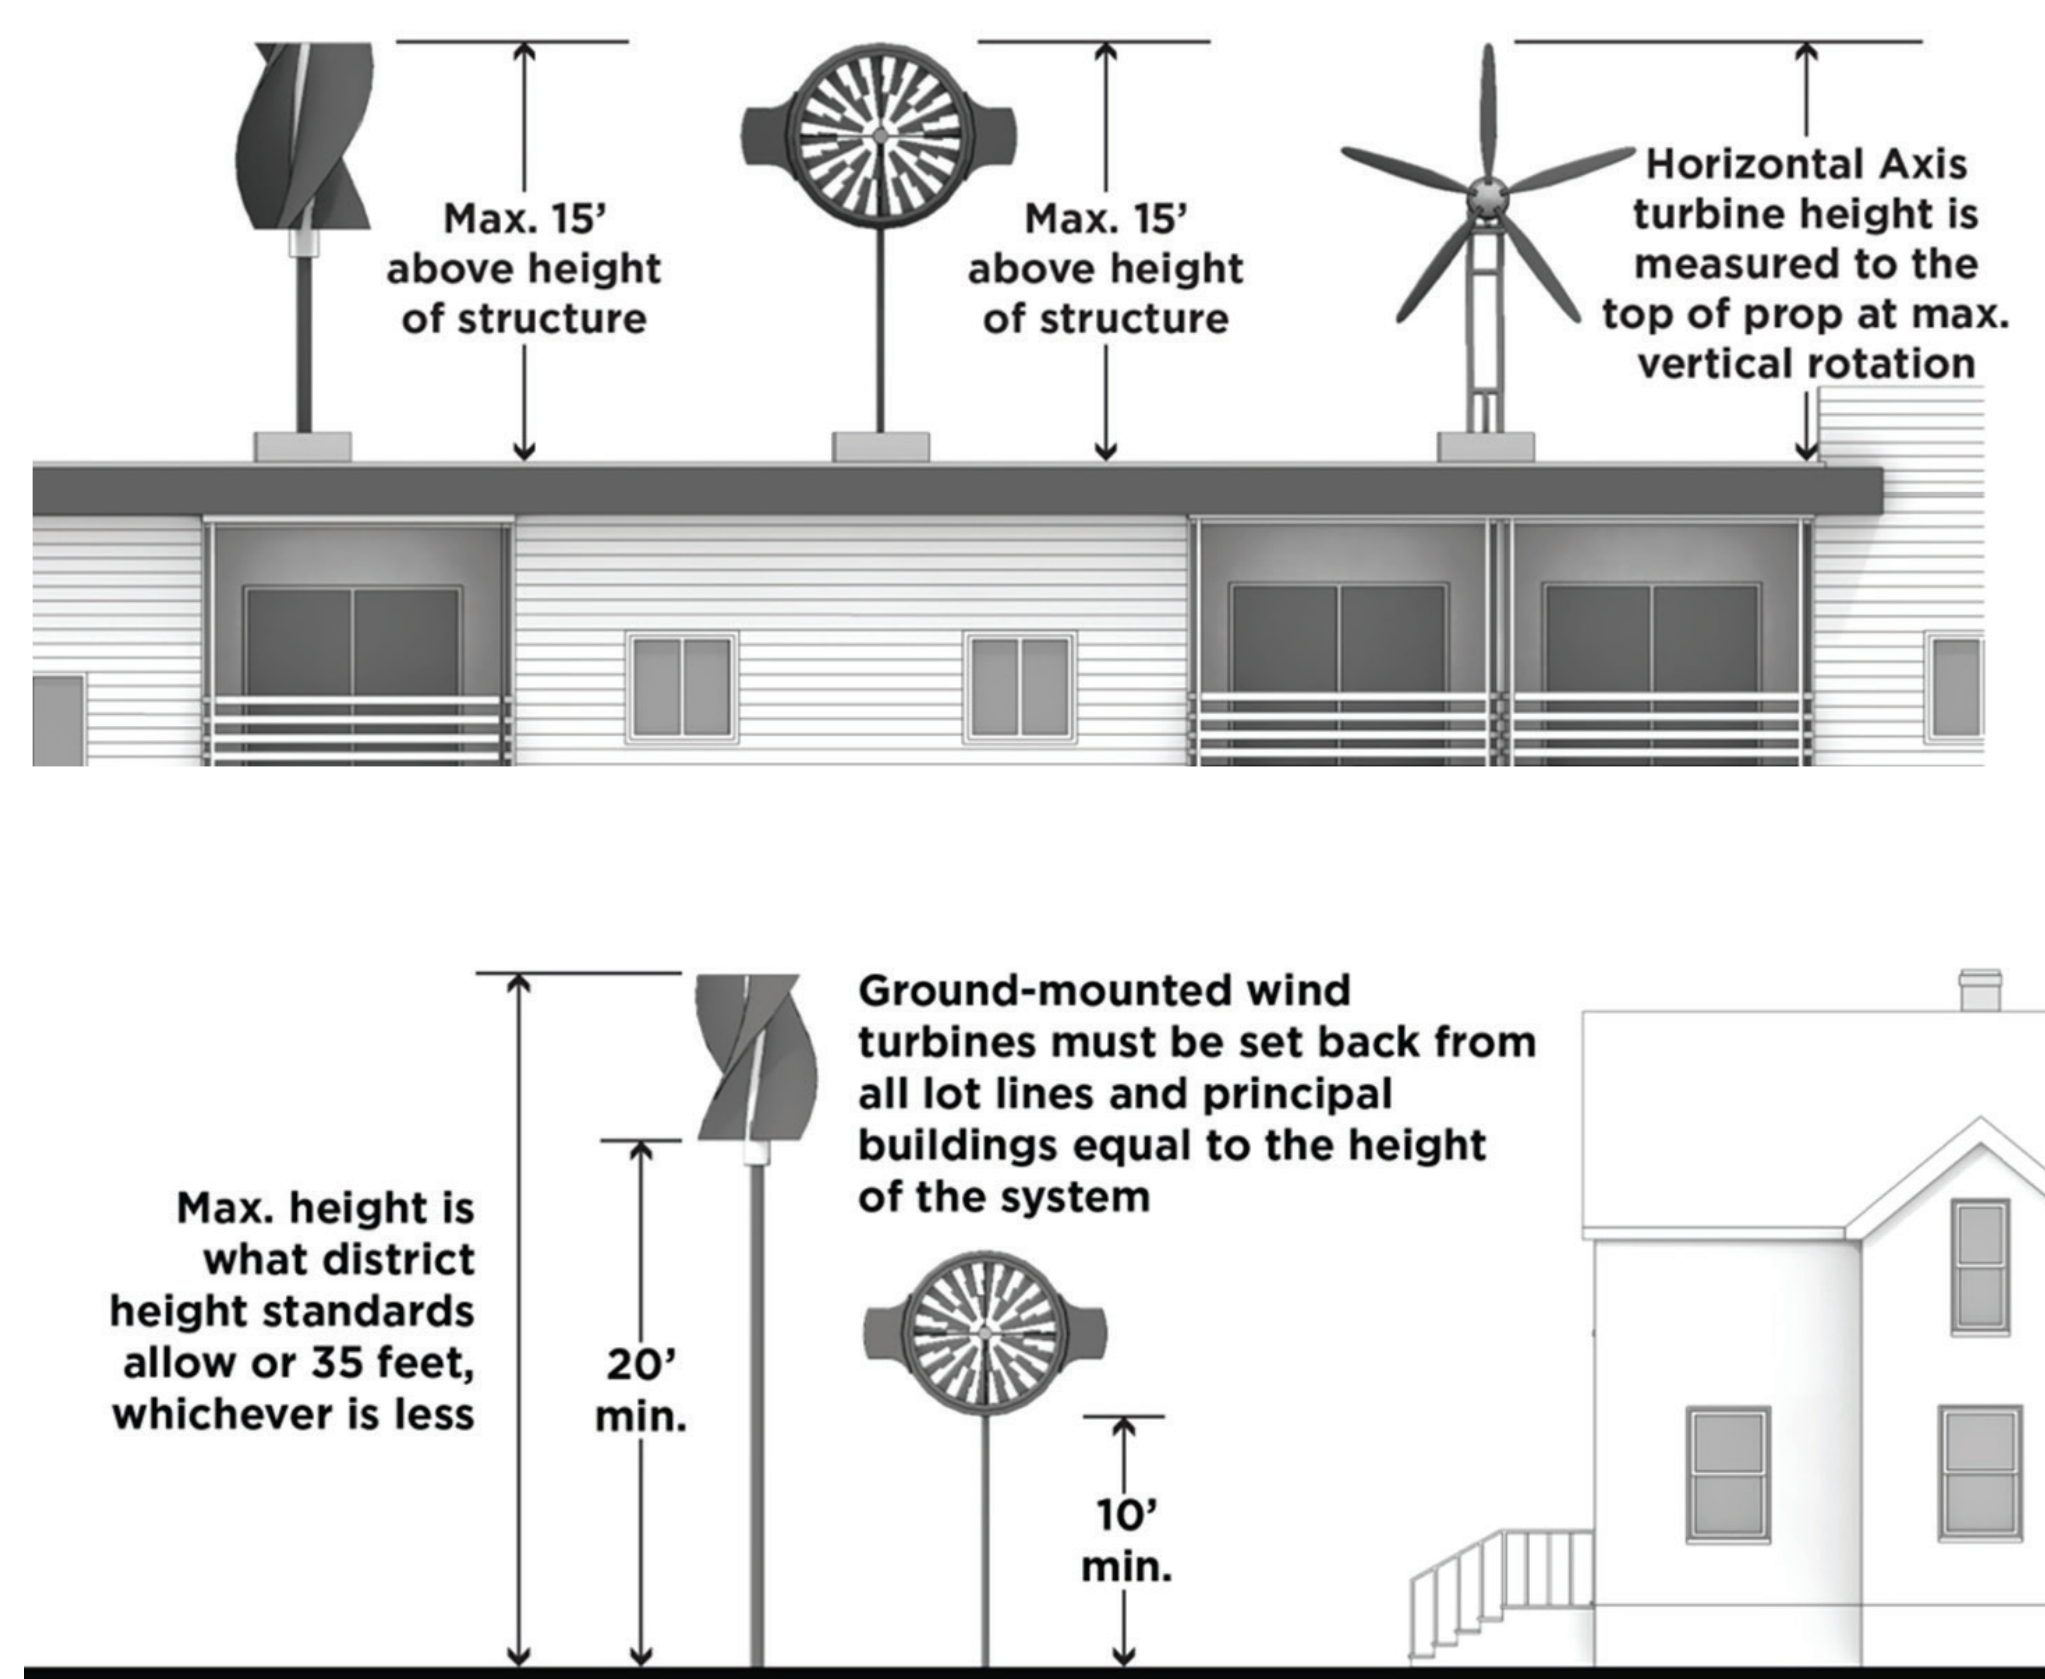 Max. 15’
above height
of structure
Max. 15’
above height
of structure
Horizontal Axis
turbine height is
measured to the
top of prop at max.
vertical rotation
Ground-mounted wind
turbines must be set back from
all lot lines and principal
buildings equal to the height
of the system
Max. height is
what district
height standards
allow or 35 feet,
whichever is less
20’
min.
10’
min.